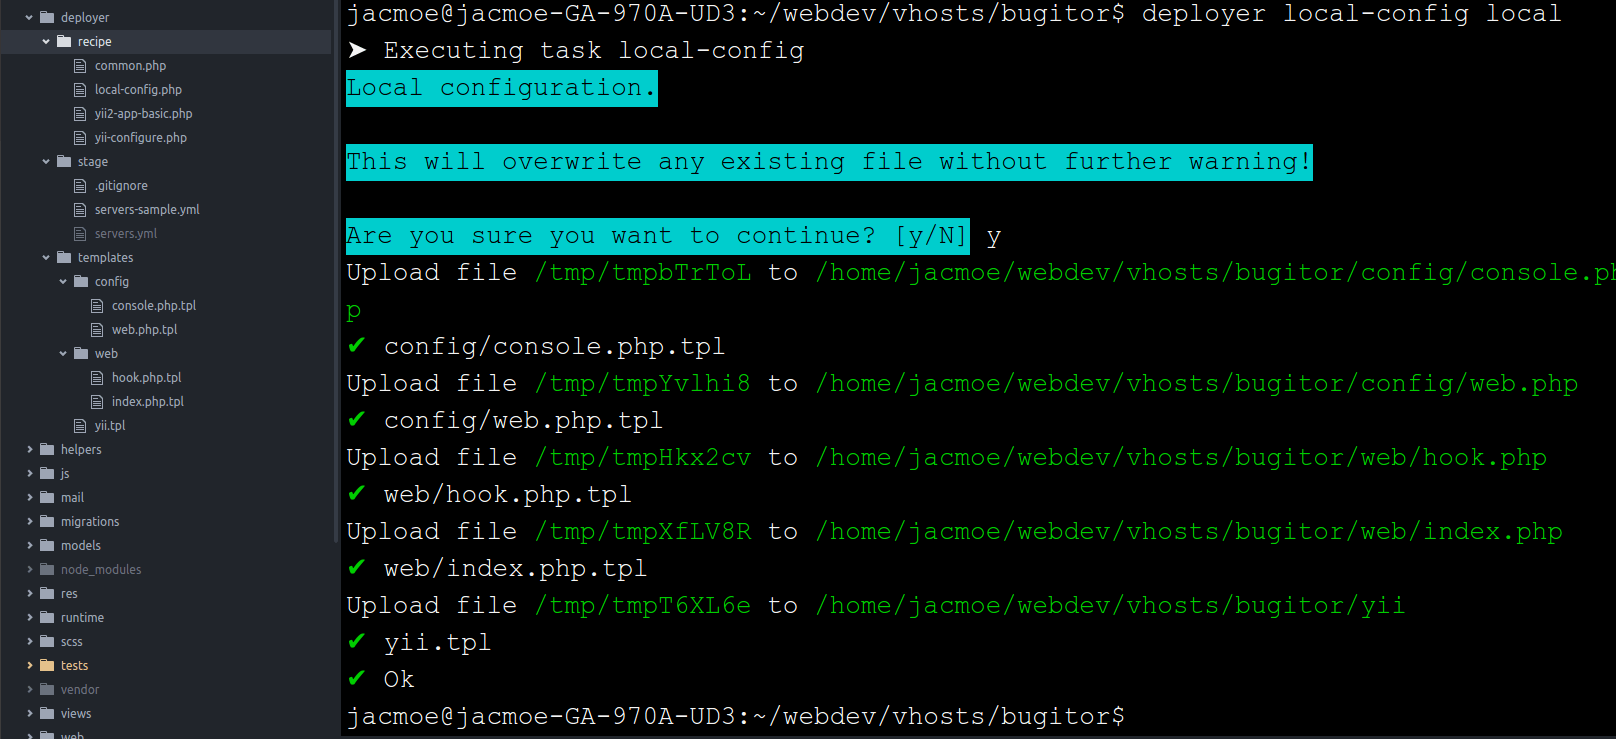 deployer
recipe
common.php
local-config.php
yii2-app-basic.php
yii-configure.php
stage
.gitignore
servers-sample.yml
servers.yml
templates
config
console.php.tpl
web.php.tpl
web
hook.php.tpl
index.php.tpl
yii.tpl
helpers
js
mail
migrations
models
node_modules
res
runtime
scss
tests
vendor
views
web
jacmoe@jacmoe-GA-970A-UD3:~/webdev/vhosts/bugitor$ deployer local-config local
➤ Executing task local-config
Local configuration.
This will overwrite any existing file without further warning!
Are you sure you want to continue? [y/N] y
Upload file /tmp/tmpbTrToL to /home/jacmoe/webdev/vhosts/bugitor/config/console.ph
p
✔ config/console.php.tpl
Upload file /tmp/tmpYvlhi8 to /home/jacmoe/webdev/vhosts/bugitor/config/web.php
✔ config/web.php.tpl
Upload file /tmp/tmpHkx2cv to /home/jacmoe/webdev/vhosts/bugitor/web/hook.php
✔ web/hook.php.tpl
Upload file /tmp/tmpXfLV8R to /home/jacmoe/webdev/vhosts/bugitor/web/index.php
✔ web/index.php.tpl
Upload file /tmp/tmpT6XL6e to /home/jacmoe/webdev/vhosts/bugitor/yii
✔ yii.tpl
✔ Ok
jacmoe@jacmoe-GA-970A-UD3:~/webdev/vhosts/bugitor$